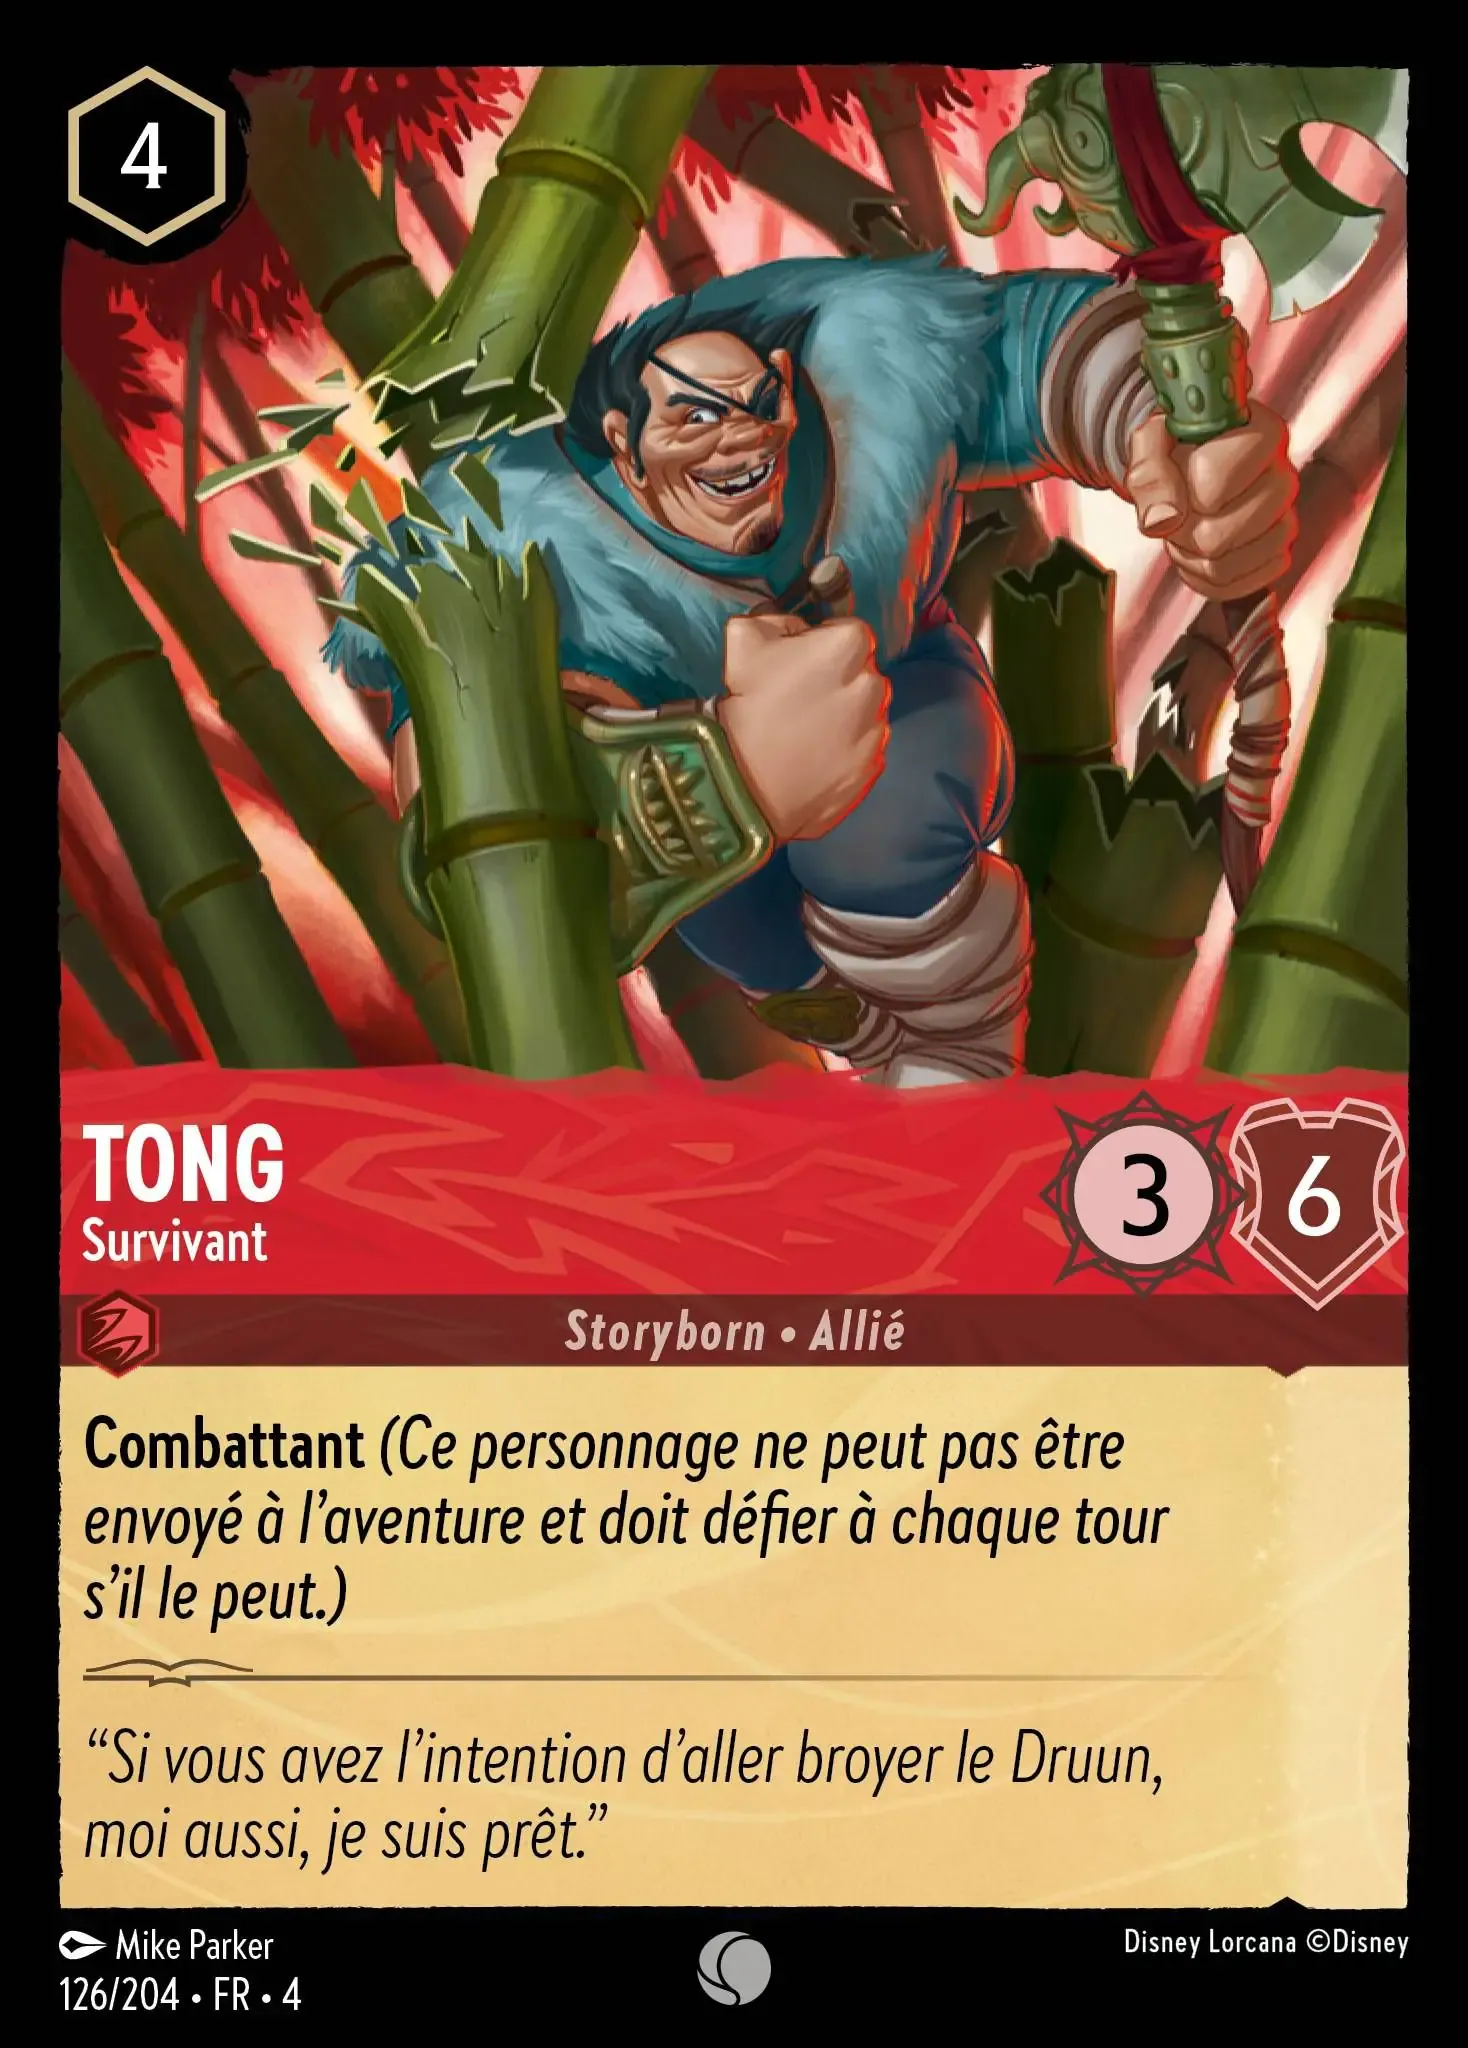 4
TONG
Survivant
3
6
Storyborn • Allié
Combattant (Ce personnage ne peut pas être
envoyé à l’aventure et doit défier à chaque tour
s’il le peut.)
“Si vous avez l’intention d’aller broyer le Druun,
moi aussi, je suis prêt.”
Mike Parker
126/204 • FR • 4
Disney Lorcana ©Disney